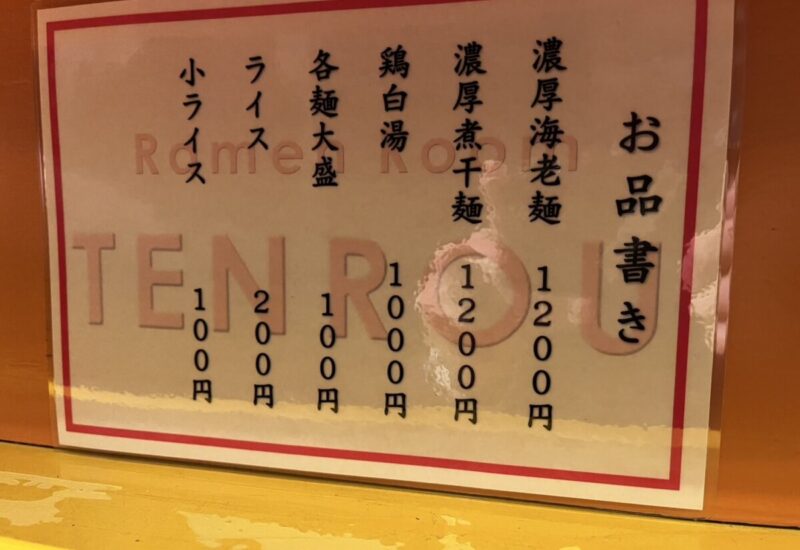 お品書き
濃厚海老麺 1200円
濃厚煮干麺 1200円
鶏白湯 1000円
各麺大盛 100円
ライス 200円
小ライス 100円
Ramen Room
TENROU